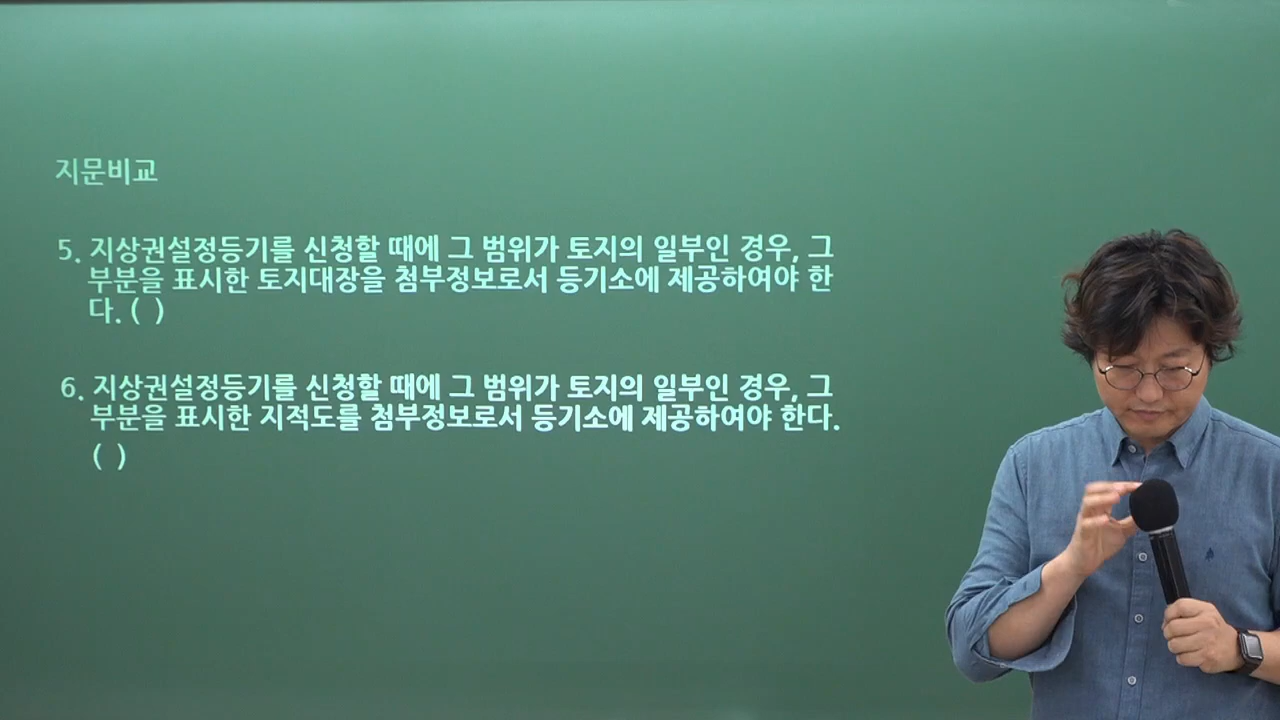 지문비교
5. 지상권설정등기를 신청할 때에 그 범위가 토지의 일부인 경우, 그
부분을 표시한 토지대장을 첨부정보로서 등기소에 제공하여야 한
다. ( )
6. 지상권설정등기를 신청할 때에 그 범위가 토지의 일부인 경우, 그
부분을 표시한 지적도를 첨부정보로서 등기소에 제공하여야 한다.
( )